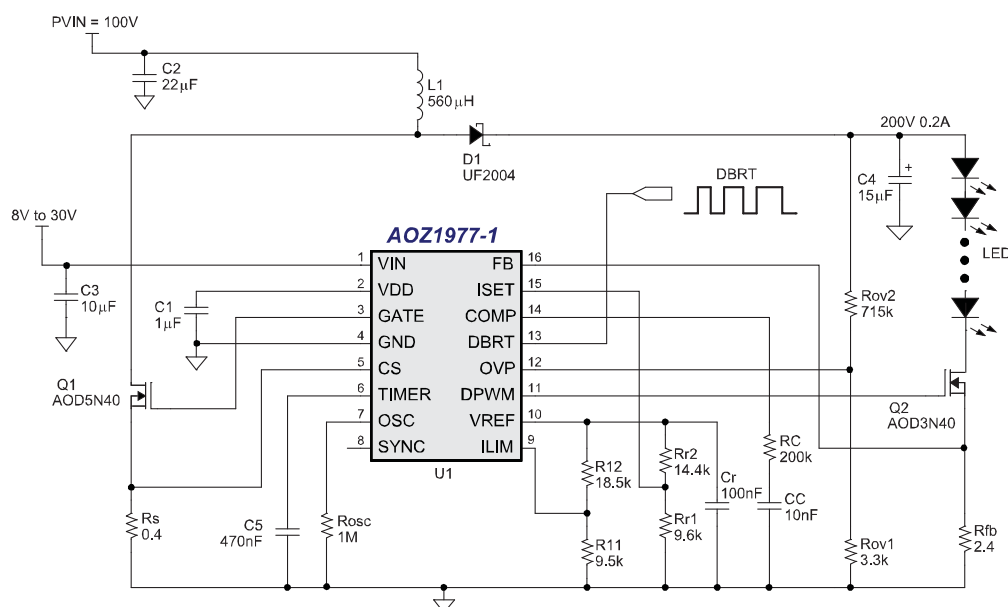 PVIN = 100V
C2
22μF
L1
560μH
D1
UF2004
200V 0.2A
C4
+
15μF
DBRT
LED
8V to 30V
AOZ1977-1
C3
10μF
C1
1μF
1 VIN FB 16
2 VDD ISET 15
3 GATE COMP 14
4 GND DBRT 13
5 CS OVP 12
6 TIMER DPWM 11
7 OSC VREF 10
8 SYNC ILIM 9
U1
Rov2
715k
Q1
AOD5N40
Q2
AOD3N40
R12
18.5k
Rr2
14.4k
Cr
100nF
RC
200k
CC
10nF
Rs
0.4
C5
470nF
Rosc
1M
R11
9.5k
Rr1
9.6k
Rov1
3.3k
Rfb
2.4